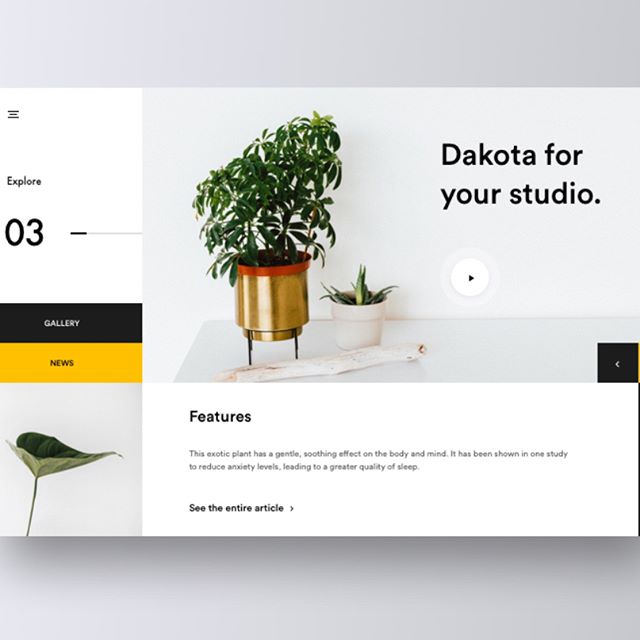 Explore
03
GALLERY
NEWS
Dakota for
your studio.
Features
This exotic plant has a gentle, soothing effect on the body and mind. It has been shown in one study
to reduce anxiety levels, leading to a greater quality of sleep.
See the entire article